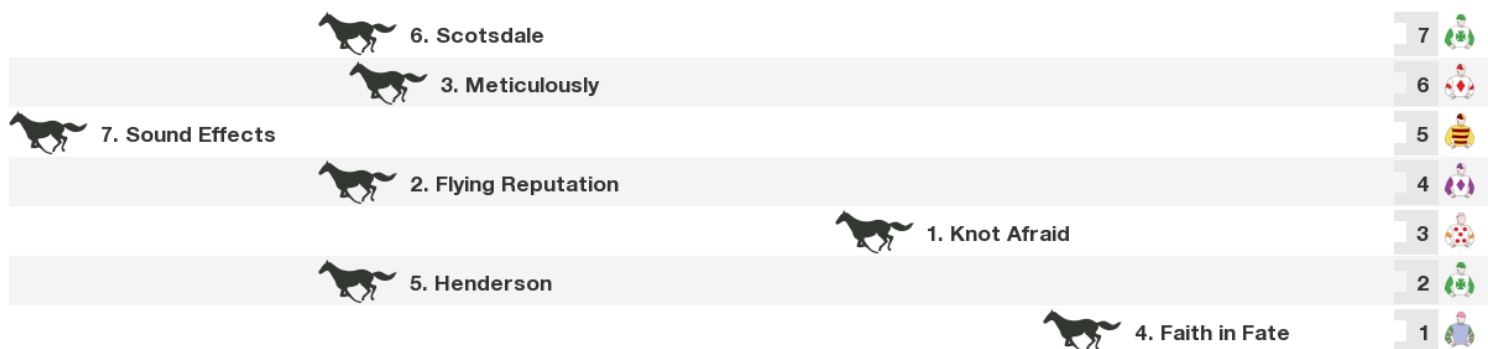 6. Scotsdale 7
3. Meticulously 6
7. Sound Effects 5
2. Flying Reputation 4
1. Knot Afraid 3
5. Henderson 2
4. Faith in Fate 1